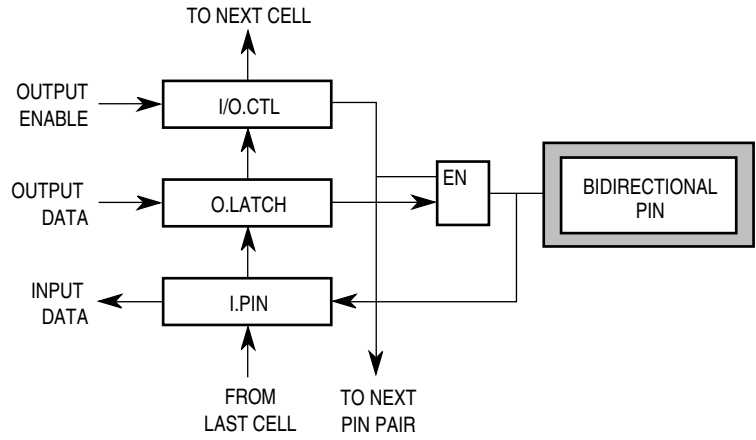 TO NEXT CELL
OUTPUT
ENABLE
I/O.CTL
EN
BIDIRECTIONAL
PIN
OUTPUT
DATA
O.LATCH
INPUT
DATA
I.PIN
FROM
LAST CELL
TO NEXT
PIN PAIR